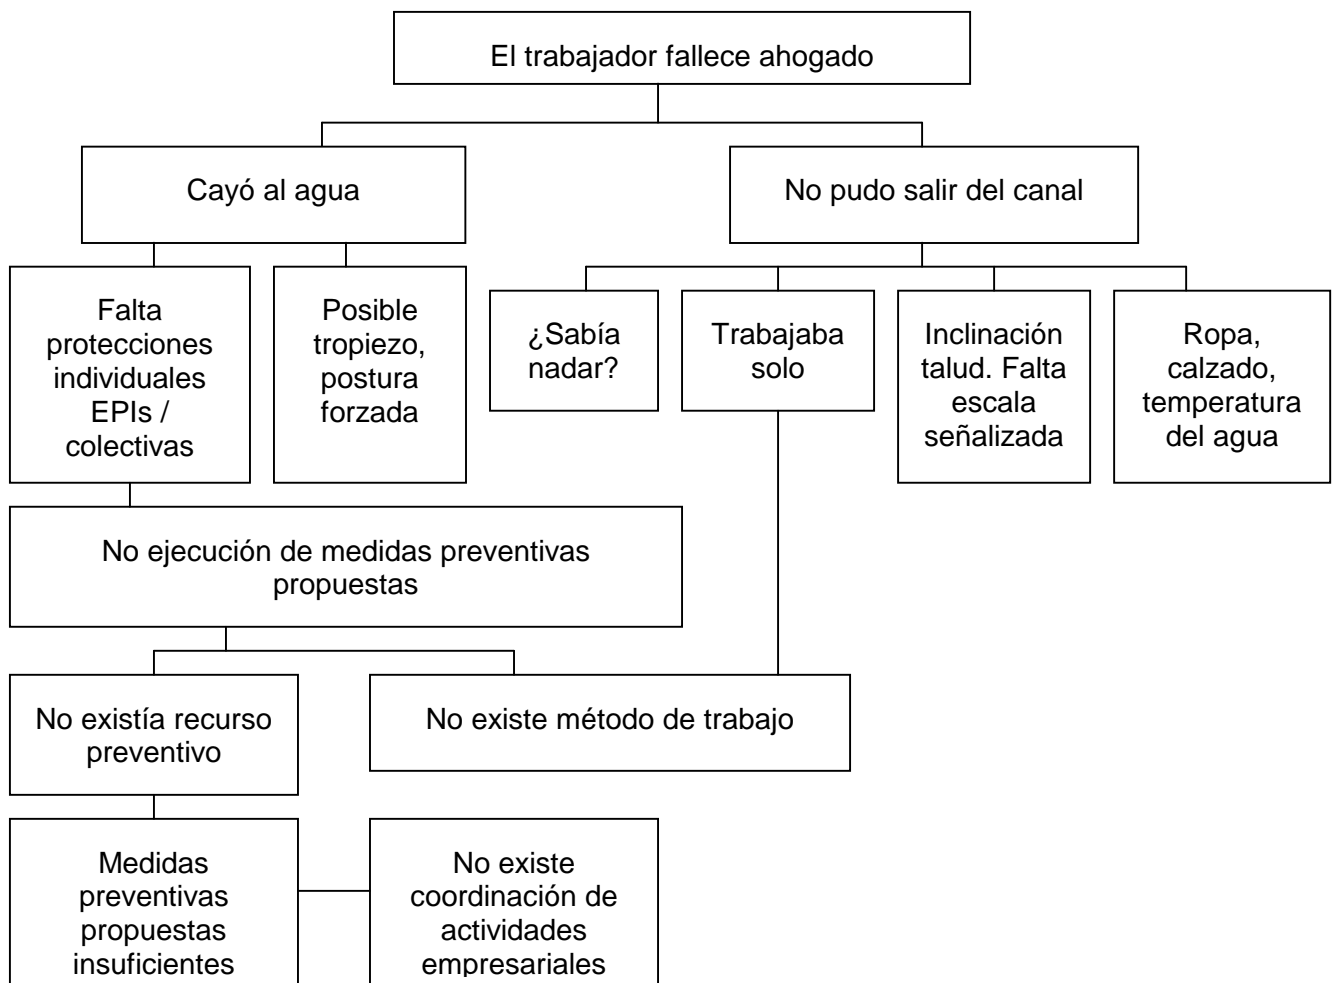 El trabajador fallece ahogado
Cayó al agua
No pudo salir del canal
Falta
protecciones
individuales
EPIs /
colectivas
Posible
tropiezo,
postura
forzada
¿Sabía
nadar?
Trabajaba
solo
Inclinación
talud. Falta
escala
señalizada
Ropa,
calzado,
temperatura
del agua
No ejecución de medidas preventivas
propuestas
No existía recurso
preventivo
No existe método de trabajo
Medidas
preventivas
propuestas
insuficientes
No existe
coordinación de
actividades
empresariales